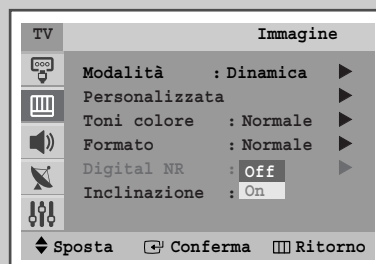 TV Immagine
Modalità : Dinamica
Personalizzata
Toni colore : Normale
Formato : Normale
Digital NR : Off
Inclinazione : On
Sposta Conferma Ritorno